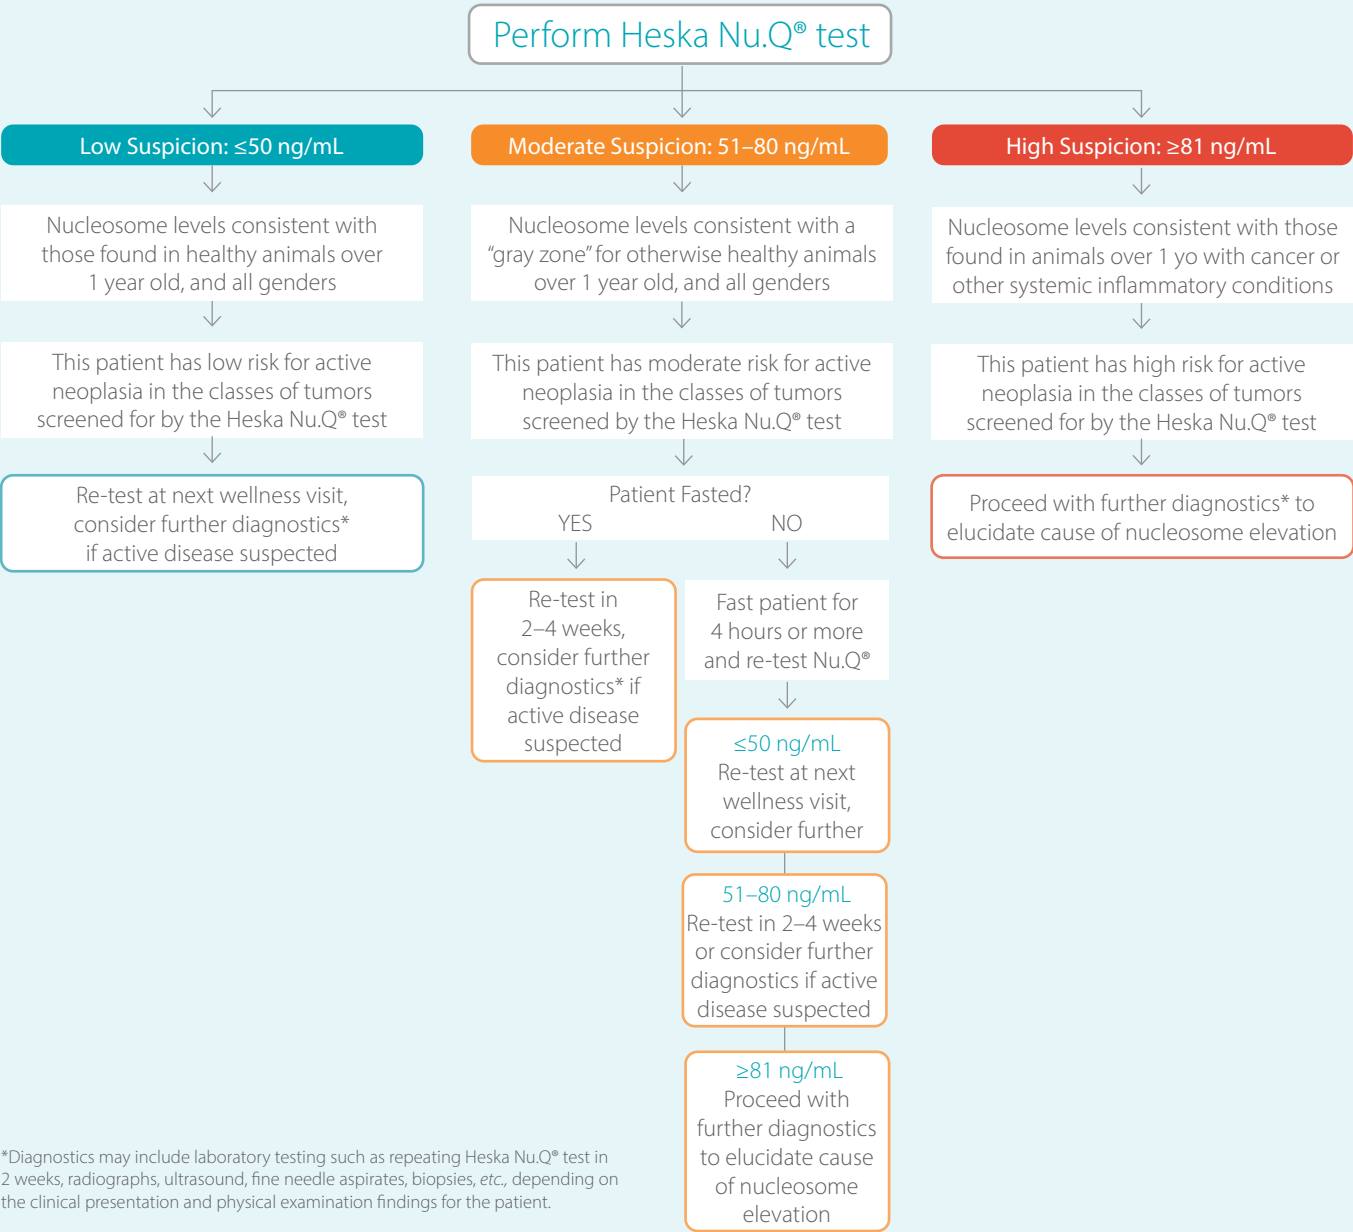 Perform Heska Nu.Q® test
Low Suspicion: ≤50 ng/mL
Nucleosome levels consistent with
those found in healthy animals over
1 year old, and all genders
This patient has low risk for active
neoplasia in the classes of tumors
screened for by the Heska Nu.Q® test
Re-test at next wellness visit,
consider further diagnostics*
if active disease suspected
Moderate Suspicion: 51–80 ng/mL
Nucleosome levels consistent with a
“gray zone” for otherwise healthy animals
over 1 year old, and all genders
This patient has moderate risk for active
neoplasia in the classes of tumors
screened by the Heska Nu.Q® test
Patient Fasted?
YES
NO
Re-test in
2–4 weeks,
consider further
diagnostics* if
active disease
suspected
Fast patient for
4 hours or more
and re-test Nu.Q®
≤50 ng/mL
Re-test at next
wellness visit,
consider further
51–80 ng/mL
Re-test in 2–4 weeks
or consider further
diagnostics if active
disease suspected
≥81 ng/mL
Proceed with
further diagnostics
to elucidate cause
of nucleosome
elevation
High Suspicion: ≥81 ng/mL
Nucleosome levels consistent with those
found in animals over 1 yo with cancer or
other systemic inflammatory conditions
This patient has high risk for active
neoplasia in the classes of tumors
screened for by the Heska Nu.Q® test
Proceed with further diagnostics* to
elucidate cause of nucleosome elevation
*Diagnostics may include laboratory testing such as repeating Heska Nu.Q® test in
2 weeks, radiographs, ultrasound, fine needle aspirates, biopsies, etc., depending on
the clinical presentation and physical examination findings for the patient.